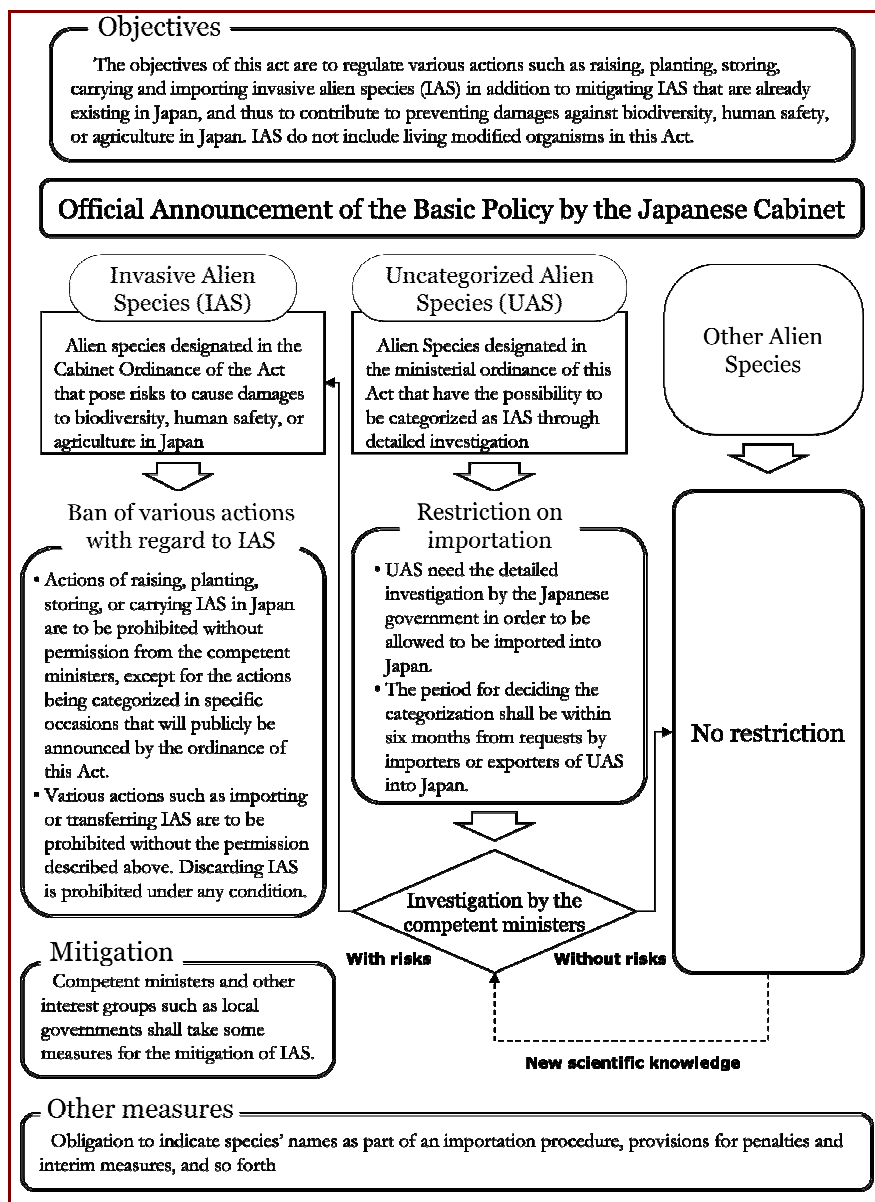 Objectives
The objectives of this act are to regulate various actions such as raising, planting, storing,
carrying and importing invasive alien species (IAS) in addition to mitigating IAS that are already
existing in Japan, and thus to contribute to preventing damages against biodiversity, human safety,
or agriculture in Japan. IAS do not include living modified organisms in this Act.
Official Announcement of the Basic Policy by the Japanese Cabinet
Invasive Alien
Species (IAS)
Alien species designated in the
Cabinet Ordinance of the Act
that pose risks to cause damages
to biodiversity, human safety, or
agriculture in Japan
Uncategorized Alien
Species (UAS)
Alien Species designated in
the ministerial ordinance of this
Act that have the possibility to
be categorized as IAS through
detailed investigation
Other Alien
Species
Ban of various actions
with regard to IAS
• Actions of raising, planting,
storing, or carrying IAS in Japan
are to be prohibited without
permission from the competent
ministers, except for the actions
being categorized in specific
occasions that will publicly be
announced by the ordinance of
this Act.
• Various actions such as importing
or transferring IAS are to be
prohibited without the permission
described above. Discarding IAS
is prohibited under any condition.
Restriction on
importation
• UAS need the detailed
investigation by the Japanese
government in order to be
allowed to be imported into
Japan.
• The period for deciding the
categorization shall be within
six months from requests by
importers or exporters of UAS
into Japan.
No restriction
Investigation by the
competent ministers
With risks
Without risks
New scientific knowledge
Mitigation
Competent ministers and other
interest groups such as local
governments shall take some
measures for the mitigation of IAS.
Other measures
Obligation to indicate species' names as part of an importation procedure, provisions for penalties and
interim measures, and so forth